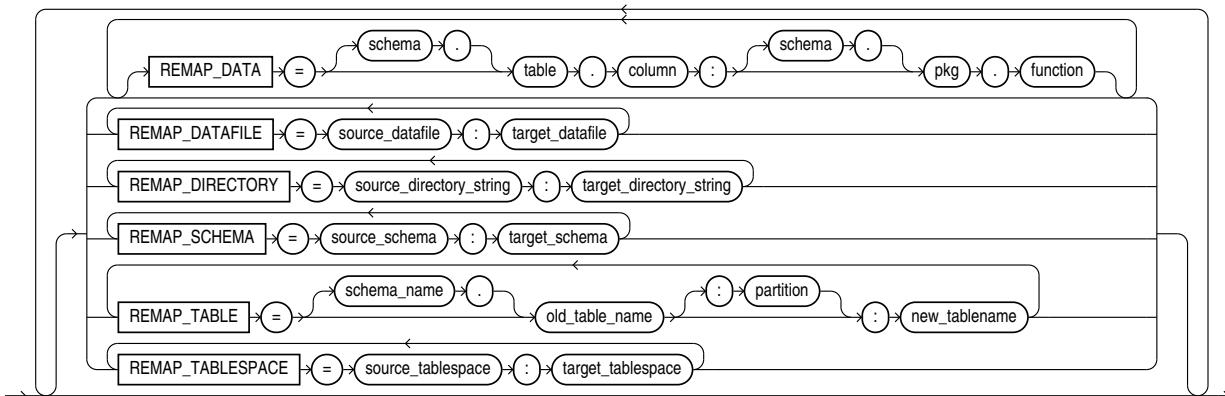 schema . schema .
REMAP_DATA = table . column : pkg . function
REMAP_DATAFILE = source_datafile : target_datafile
REMAP_DIRECTORY = source_directory_string : target_directory_string
REMAP_SCHEMA = source_schema : target_schema
schema_name . : partition
REMAP_TABLE = old_table_name : new_tablename
REMAP_TABLESPACE = source_tablespace : target_tablespace